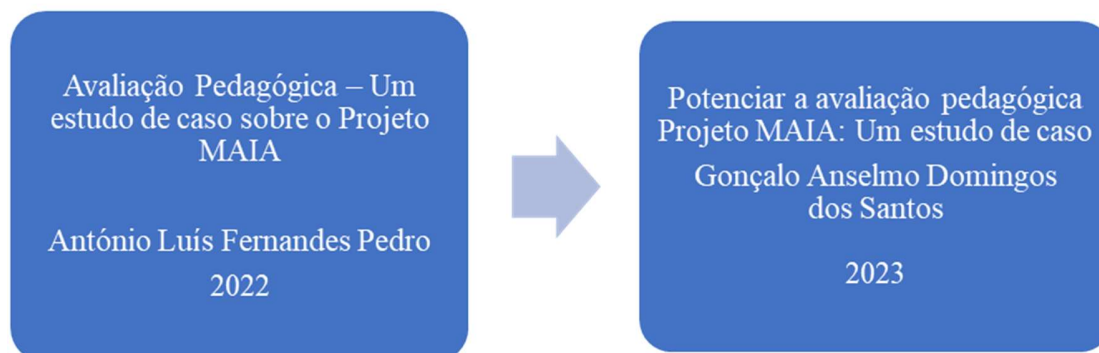 Avaliação Pedagógica – Um
estudo de caso sobre o Projeto
MAIA
António Luís Fernandes Pedro
2022
Potenciar a avaliação pedagógica
Projeto MAIA: Um estudo de caso
Gonçalo Anselmo Domingos
dos Santos
2023